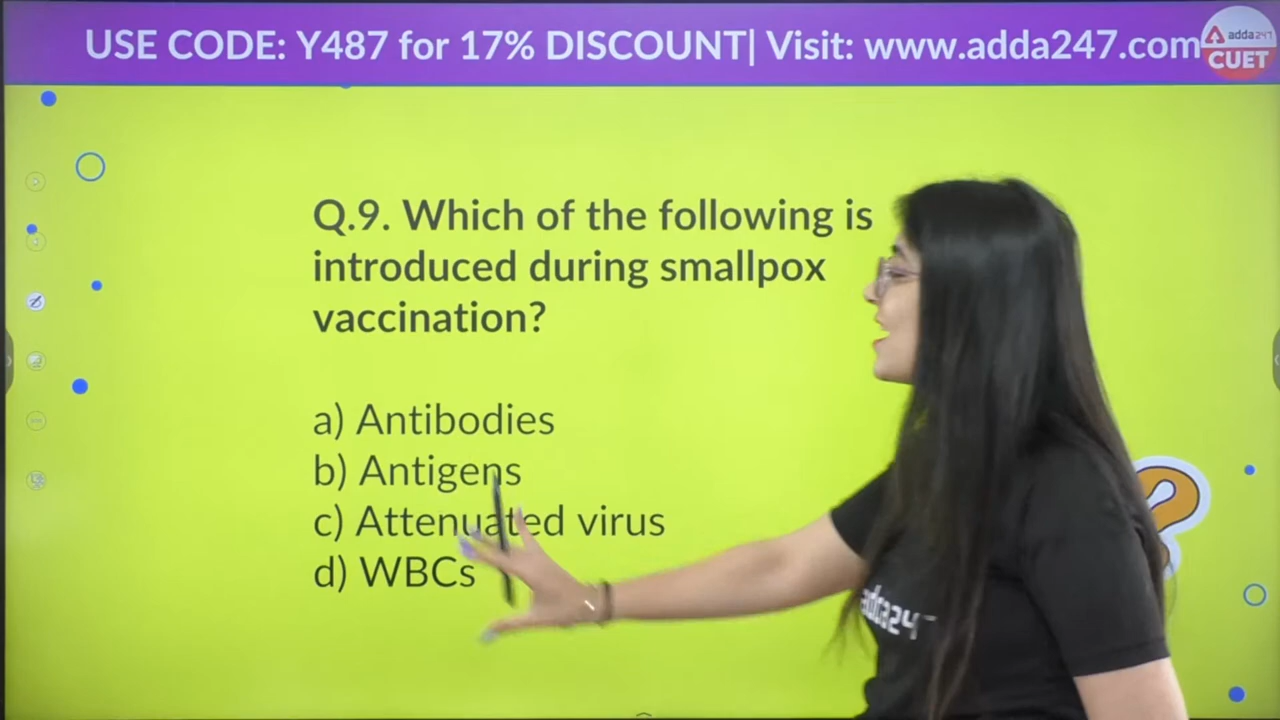 USE CODE: Y487 for 17% DISCOUNT| Visit: www.adda247.com
adda247
CUET
Q.9. Which of the following is
introduced during smallpox
vaccination?
a) Antibodies
b) Antigens
c) Attenuated virus
d) WBCs
adda247